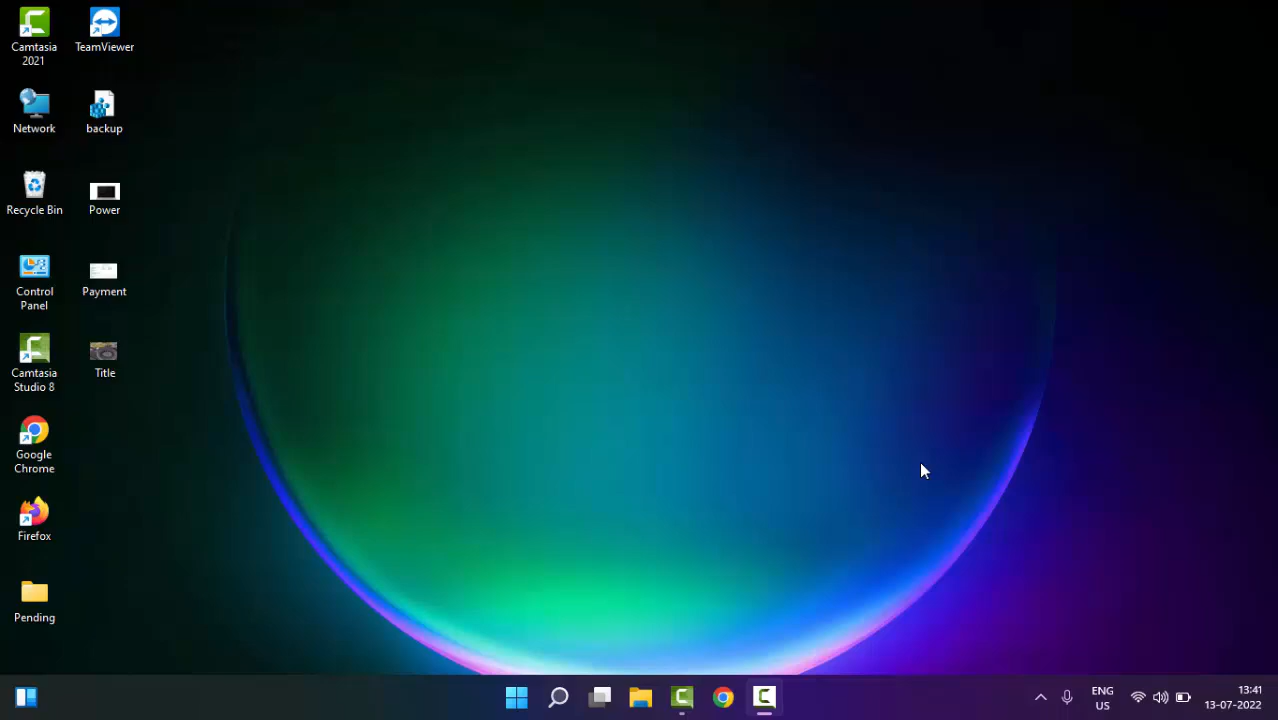 Camtasia
2021
TeamViewer
Network
backup
Recycle Bin
Power
Control
Panel
Payment
Camtasia
Studio 8
Title
Google
Chrome
Firefox
Pending
ENG
US
13:41
13-07-2022